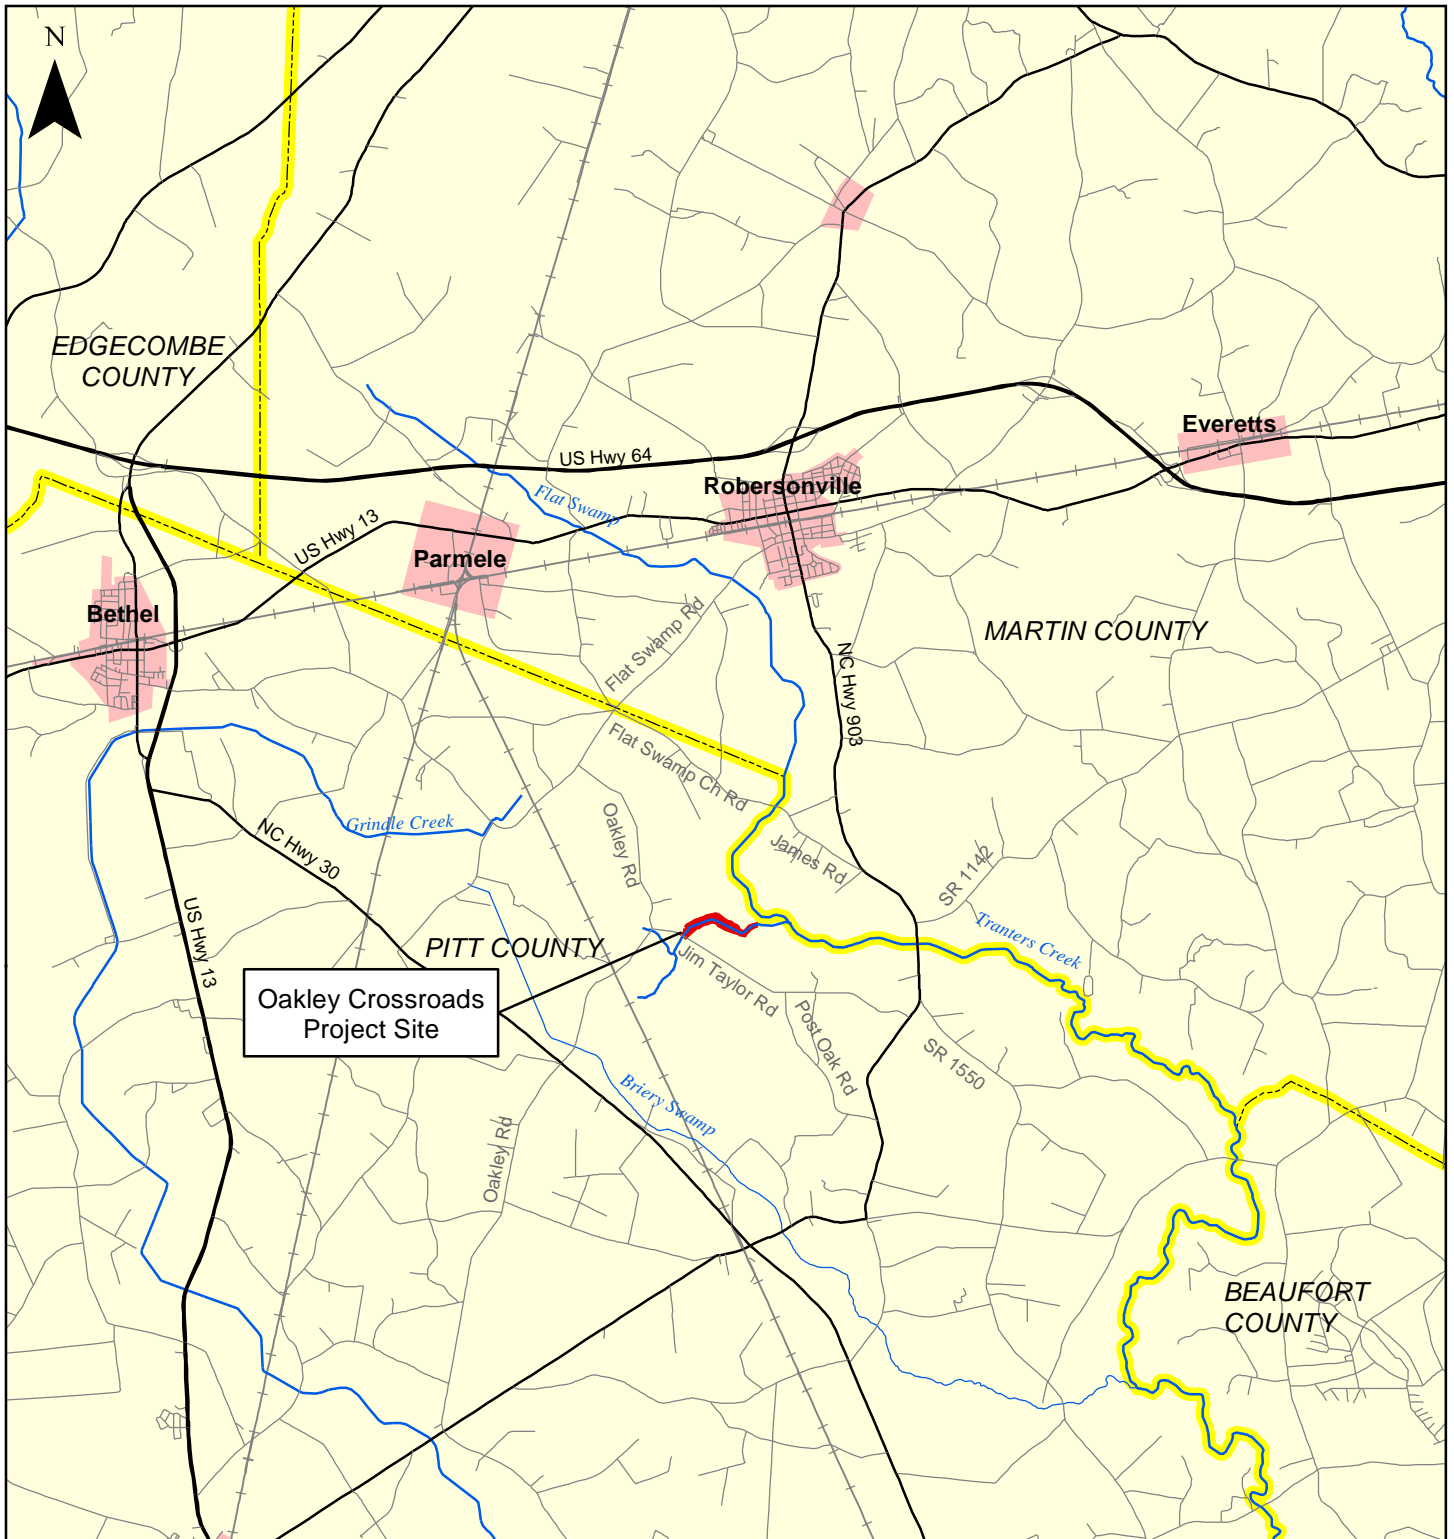 N
EDGECOMBE
COUNTY
Everetts
US Hwy 64
Robersonville
Flat Swamp
US Hwy 13
Parmele
Bethel
Flat Swamp Rd
MARTIN COUNTY
NC Hwy 903
Flat Swamp Ch Rd
Oakley Rd
Grindle Creek
NC Hwy 30
James Rd
SR 1142
US Hwy 13
PITT COUNTY
Tranters Creek
Jim Taylor Rd
Oakley Crossroads
Project Site
Post Oak Rd
SR 1550
Briery Swamp
Oakley Rd
BEAUFORT
COUNTY